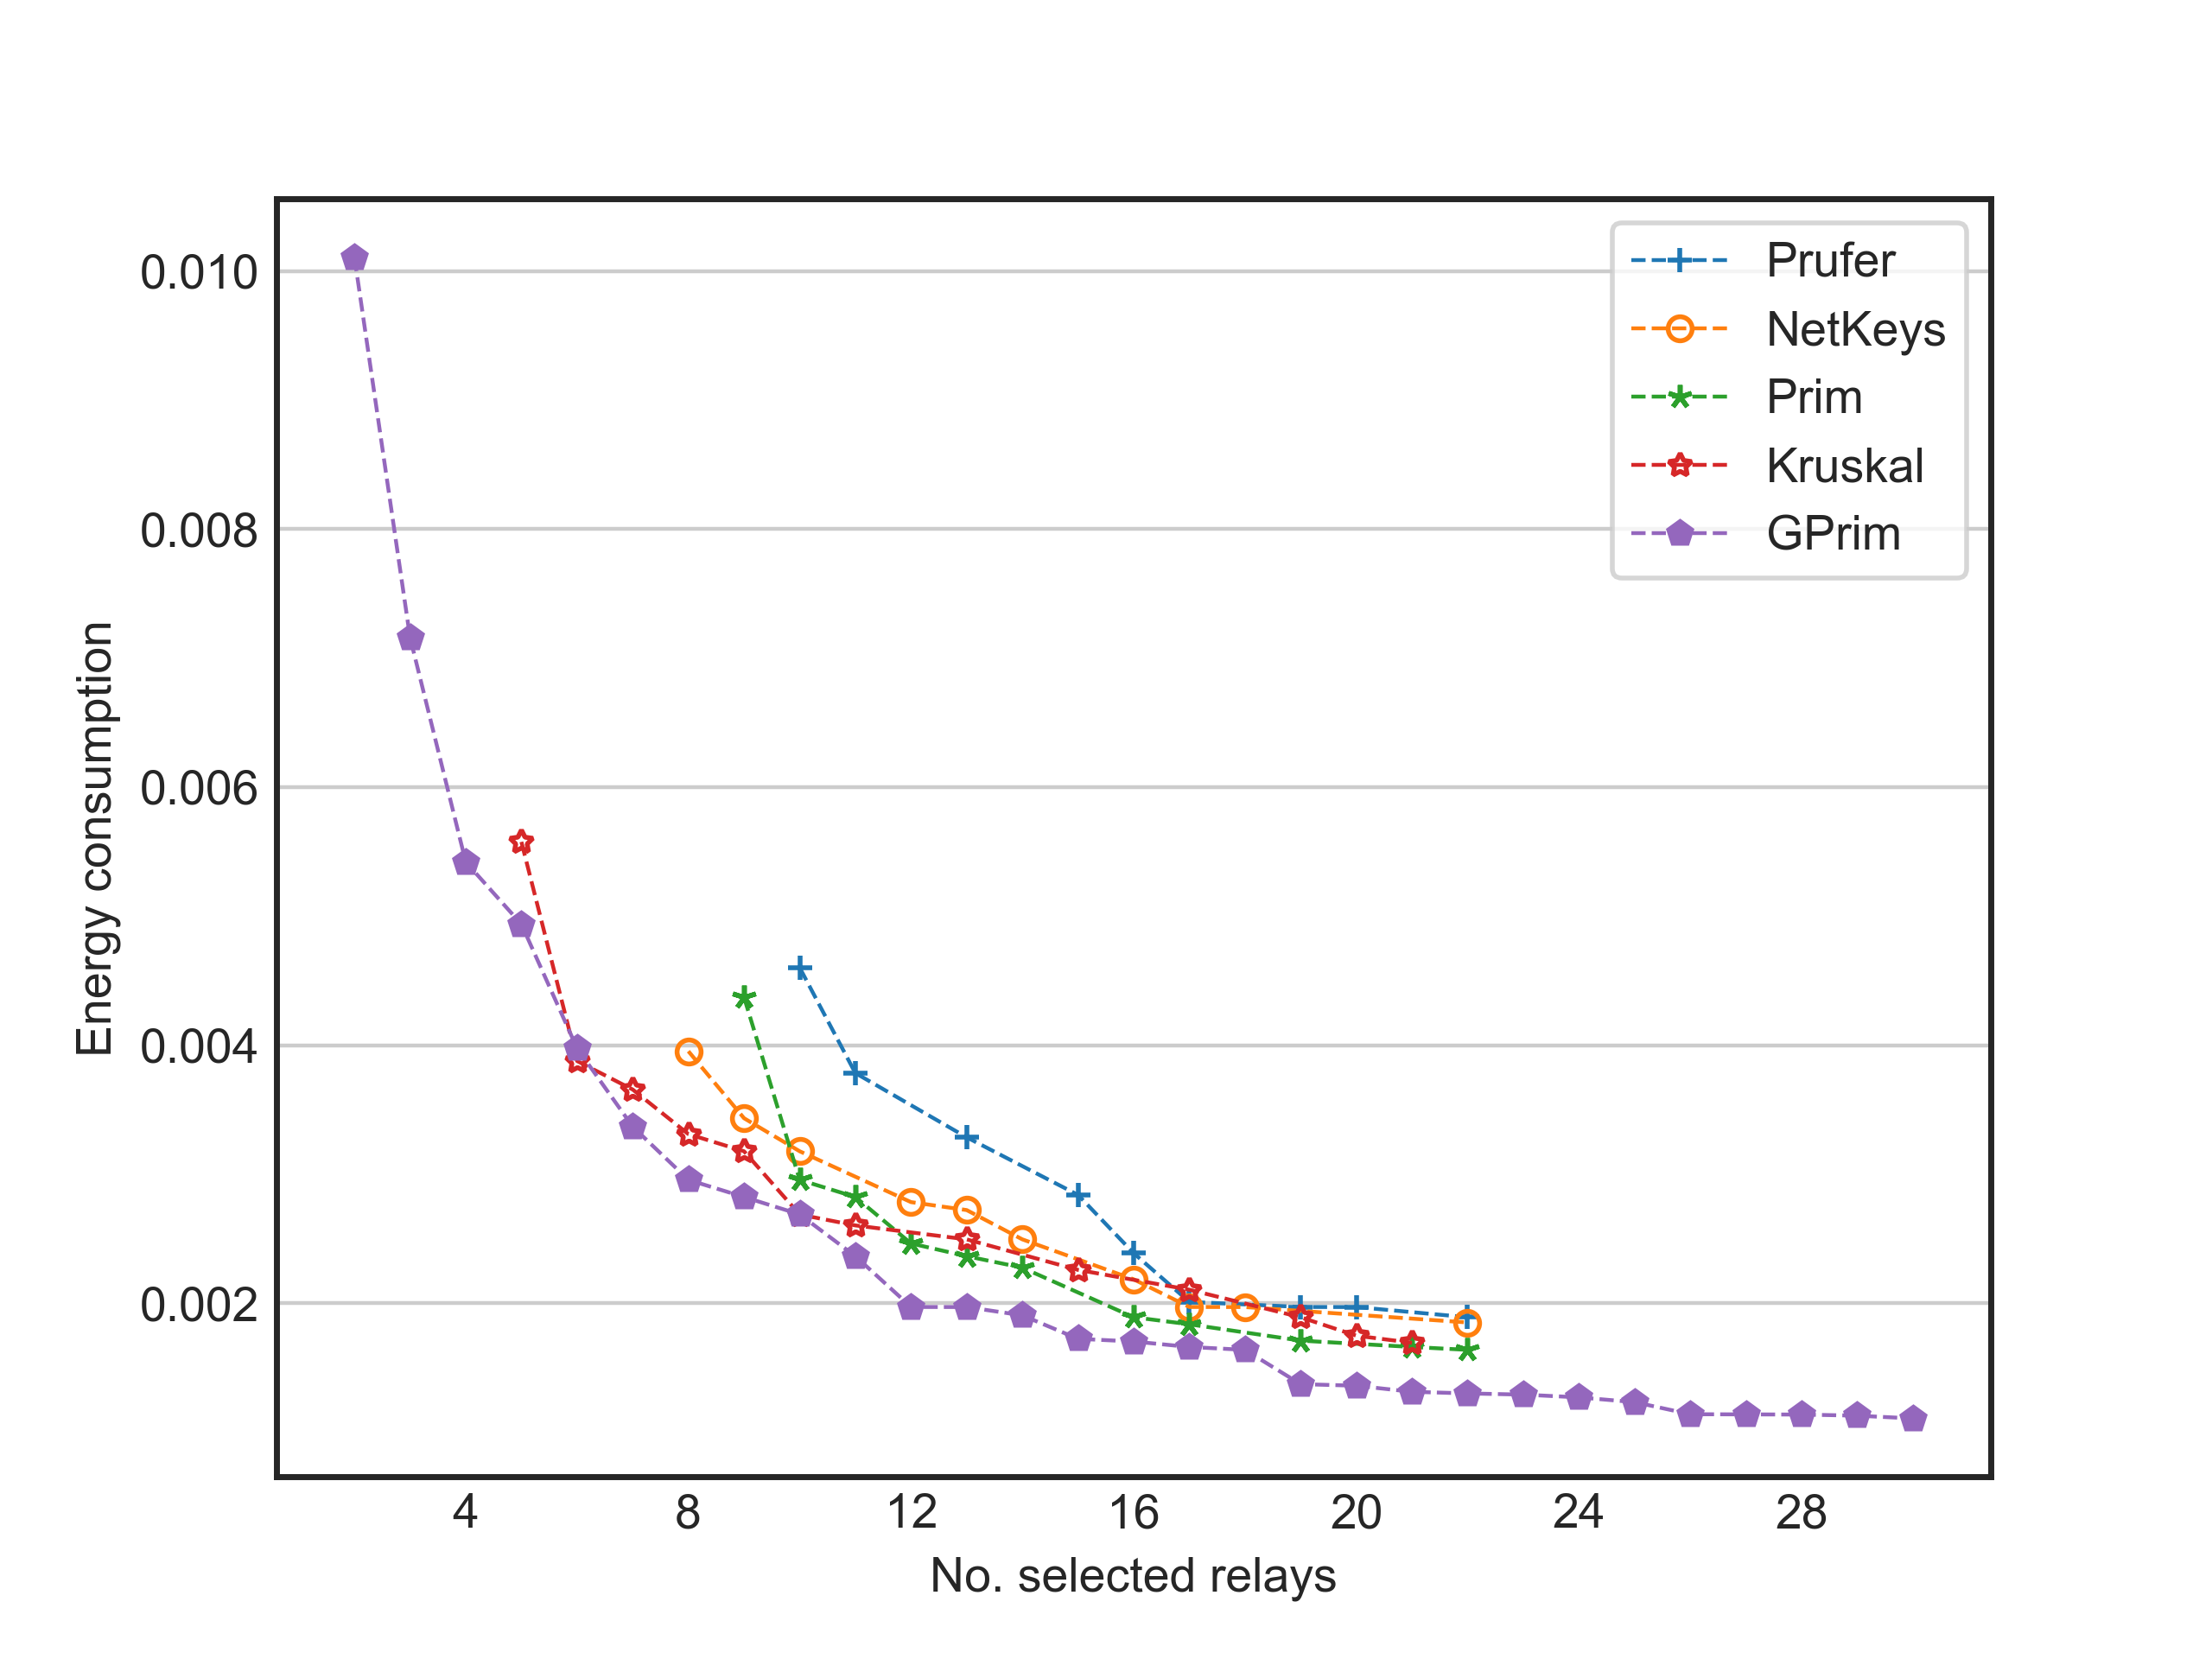 Prufer
NetKeys
Prim
Kruskal
GPrim
0.010
0.008
0.006
0.004
0.002
Energy consumption
4 8 12 16 20 24 28
No. selected relays